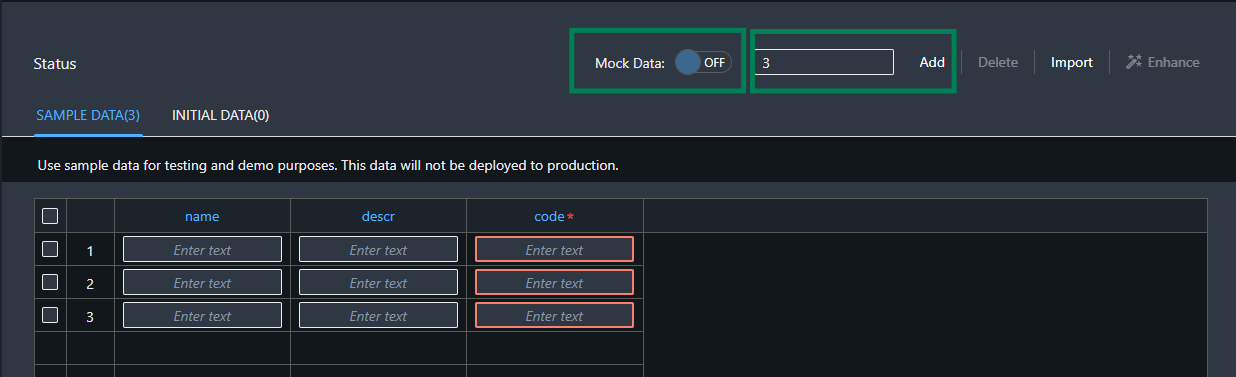 Status
Mock Data: OFF 3 Add Delete Import Enhance
SAMPLE DATA(3) INITIAL DATA(0)
Use sample data for testing and demo purposes. This data will not be deployed to production.
name descr code*
1 Enter text Enter text Enter text
2 Enter text Enter text Enter text
3 Enter text Enter text Enter text